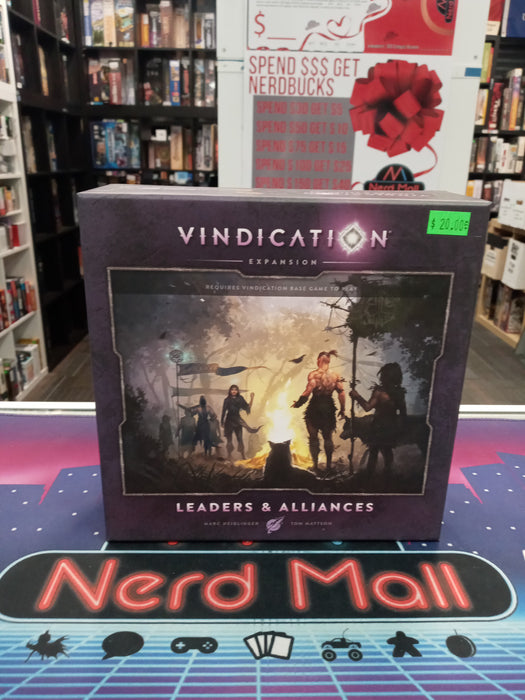 $
SPEND $$$ GET
NERDBUCKS
SPEND $30 GET $5
SPEND $50 GET $10
SPEND $75 GET $15
SPEND $100 GET $25
Nerd Mall
$ 20.00
VINDICATION
EXPANSION
REQUIRES VINDICATION BASE GAME TO PLAY
LEADERS & ALLIANCES
MARC NEIDLINGER
TOM MATTSON
Nerd Mall